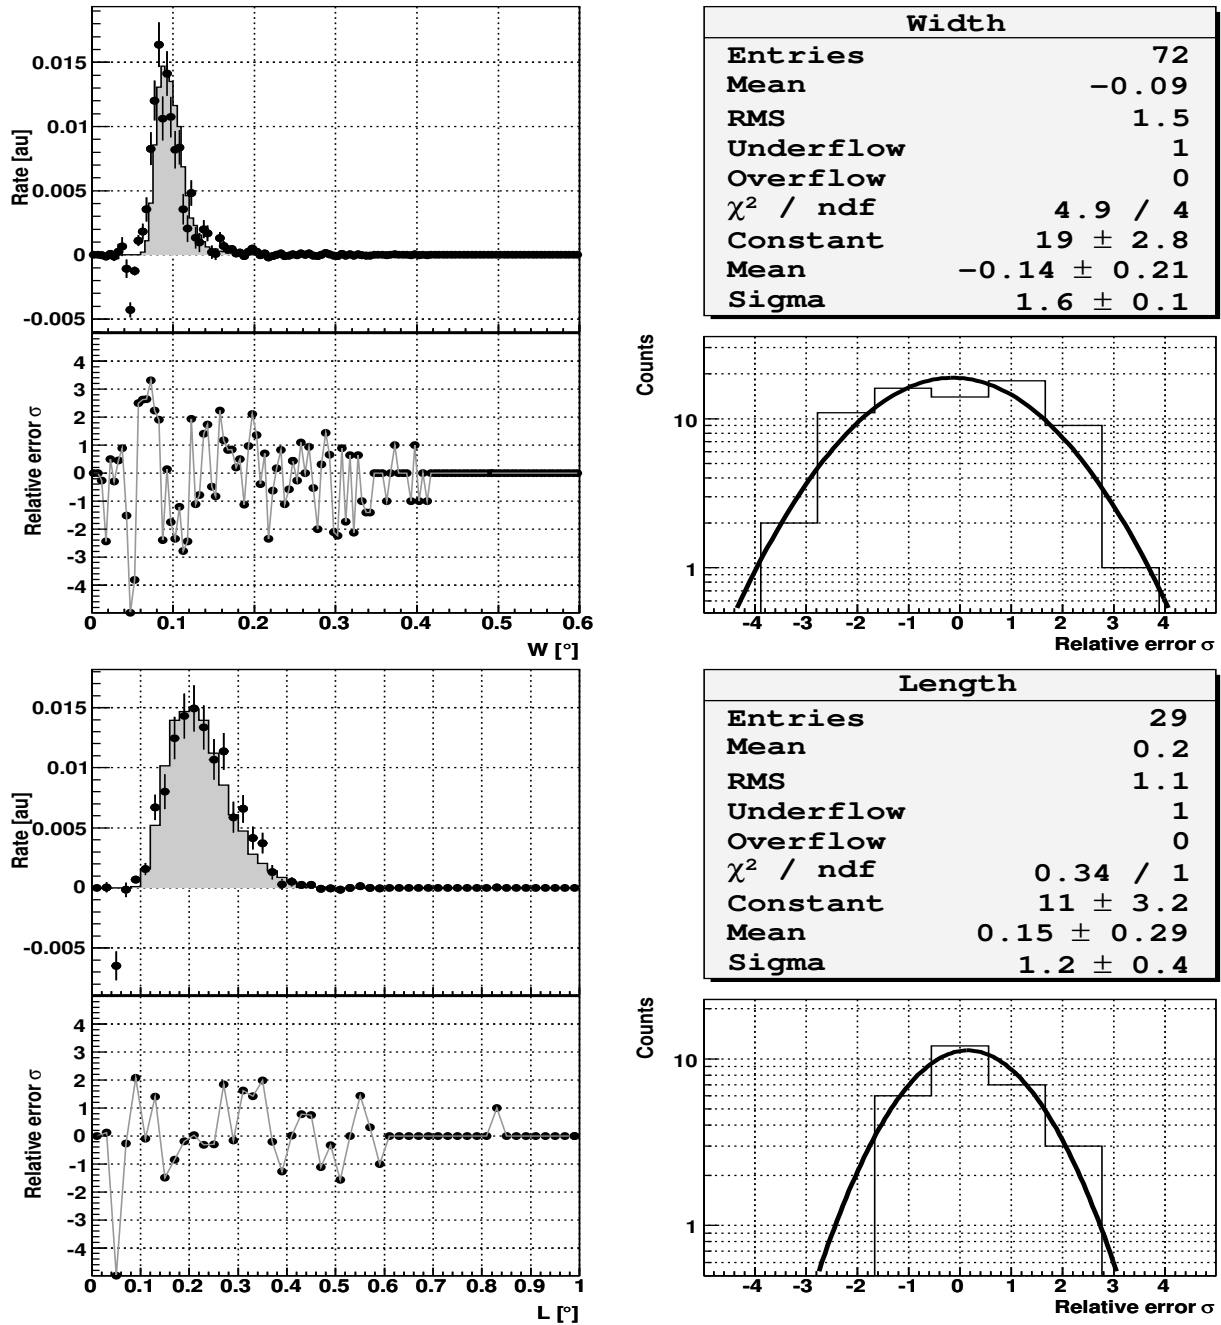 0.015
0.01
0.005
0
-0.005
Rate [au]
4
3
2
1
0
-1
-2
-3
-4
Relative error σ
0 0.1 0.2 0.3 0.4 0.5 0.6
W [°]
Width
Entries 72
Mean −0.09
RMS 1.5
Underflow 1
Overflow 0
χ² / ndf 4.9 / 4
Constant 19 ± 2.8
Mean −0.14 ± 0.21
Sigma 1.6 ± 0.1
Counts
10
1
-4 -3 -2 -1 0 1 2 3 4
Relative error σ
0.015
0.01
0.005
0
-0.005
Rate [au]
4
3
2
1
0
-1
-2
-3
-4
Relative error σ
0 0.1 0.2 0.3 0.4 0.5 0.6 0.7 0.8 0.9 1
L [°]
Length
Entries 29
Mean 0.2
RMS 1.1
Underflow 1
Overflow 0
χ² / ndf 0.34 / 1
Constant 11 ± 3.2
Mean 0.15 ± 0.29
Sigma 1.2 ± 0.4
Counts
10
1
-4 -3 -2 -1 0 1 2 3 4
Relative error σ